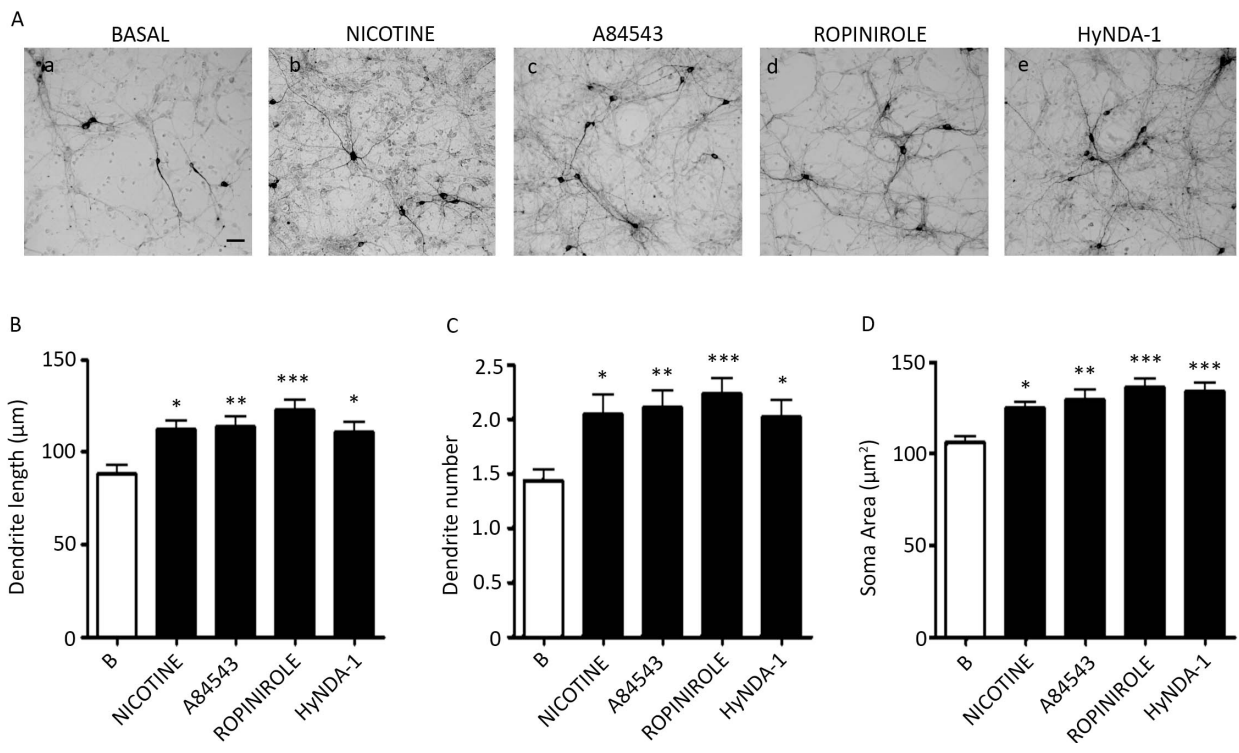 A
BASAL NICOTINE A84543 ROPINIROLE HyNDA-1
a b c d e
B
Dendrite length (µm)
150
100
50
0
* ** *** *
B NICOTINE A84543 ROPINIROLE HyNDA-1
C
Dendrite number
2.5
2.0
1.5
1.0
0.5
0
* ** *** *
B NICOTINE A84543 ROPINIROLE HyNDA-1
D
Soma Area (µm²)
150
100
50
0
* ** *** ***
B NICOTINE A84543 ROPINIROLE HyNDA-1